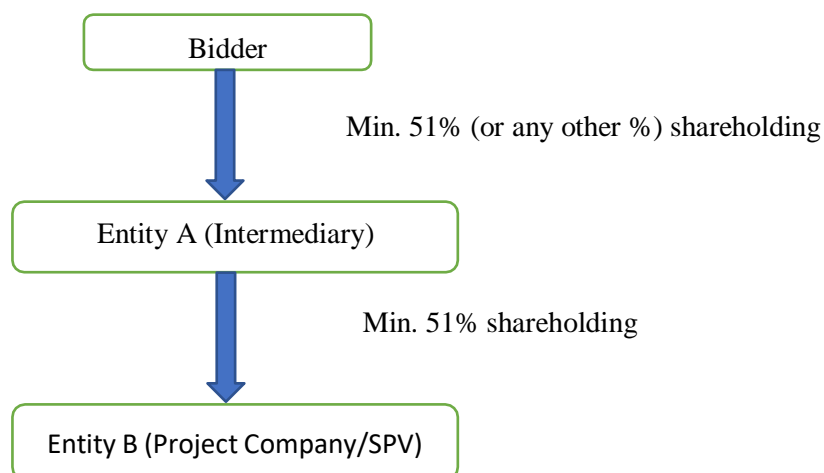 Bidder
Min. 51% (or any other %) shareholding
Entity A (Intermediary)
Min. 51% shareholding
Entity B (Project Company/SPV)